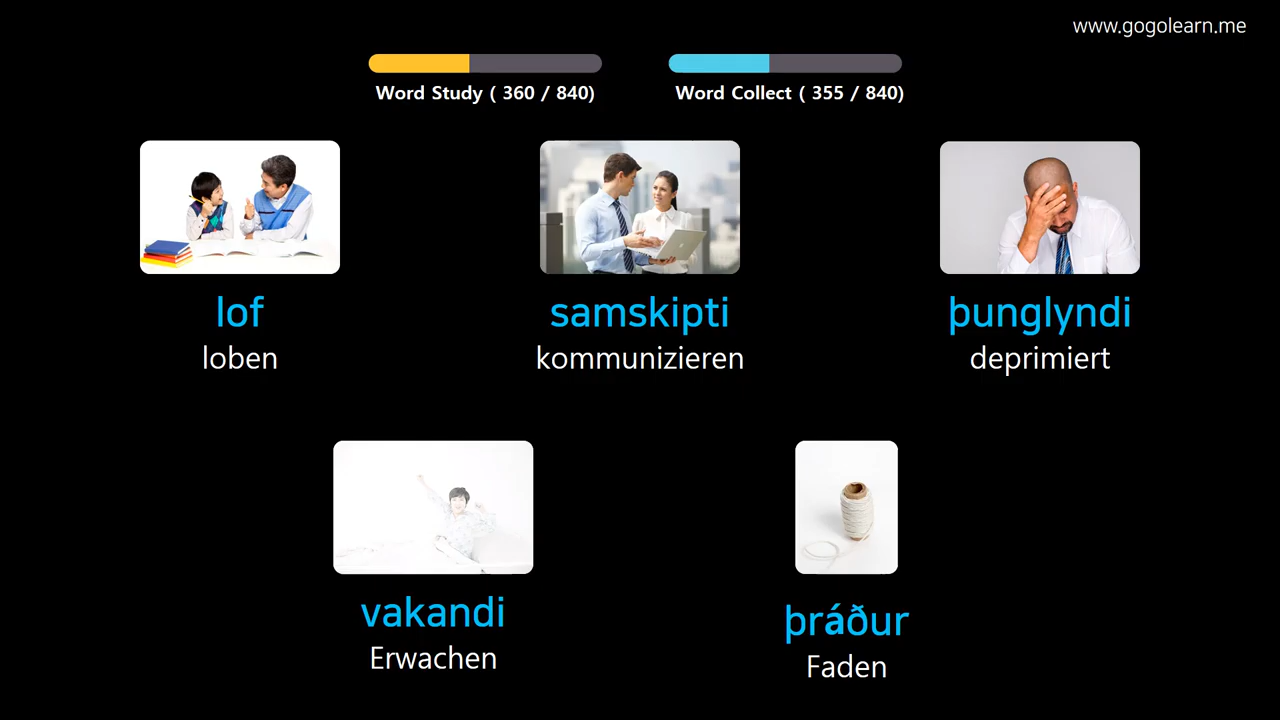 www.gogolearn.me
Word Study ( 360 / 840)
Word Collect ( 355 / 840)
lof
samskipti
þunglyndi
loben
kommunizieren
deprimiert
vakandi
þráður
Erwachen
Faden